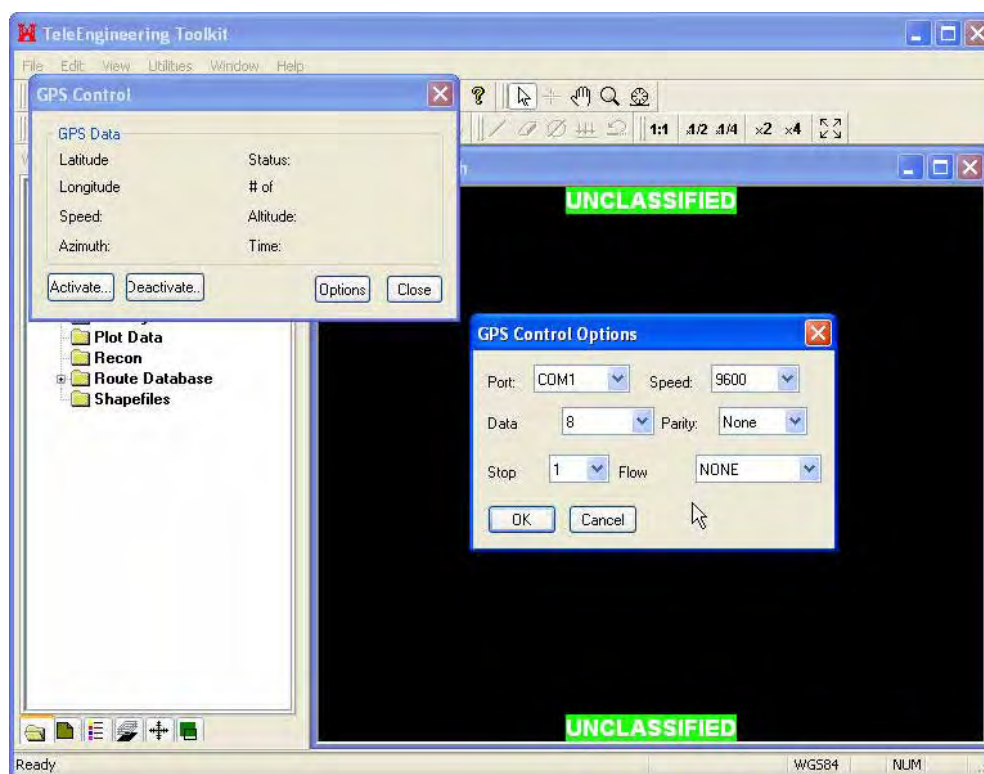 TeleEngineering Toolkit
File Edit View Utilities Window Help
GPS Control
1:1 1/2 1/4 x2 x4
GPS Data
Latitude Status:
Longitude # of
Speed: Altitude:
Azimuth: Time:
Activate... Deactivate..
Options Close
UNCLASSIFIED
Plot Data
Recon
Route Database
Shapefiles
GPS Control Options
Port: COM1 Speed: 9600
Data 8 Parity: None
Stop 1 Flow NONE
OK Cancel
UNCLASSIFIED
Ready WGS84 NUM